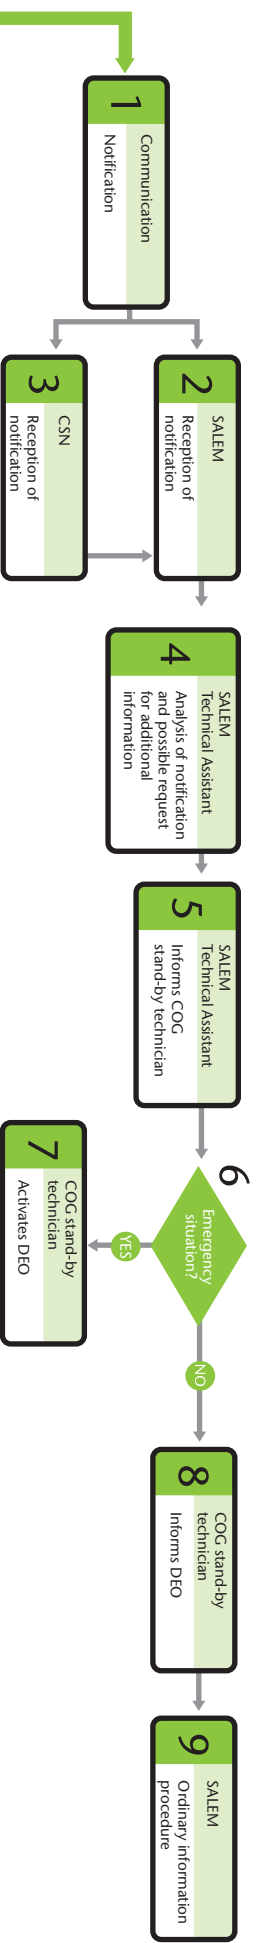 1
Communication
Notification
2
SALEM
Reception of
notification
3
CSN
Reception of
notification
4
SALEM
Technical Assistant
Analysis of notification
and possible request
for additional
information
5
SALEM
Technical Assistant
Informs COG
stand-by technician
6
Emergency
situation?
YES
NO
7
COG stand-by
technician
Activates DEO
8
COG stand-by
technician
Informs DEO
9
SALEM
Ordinary information
procedure